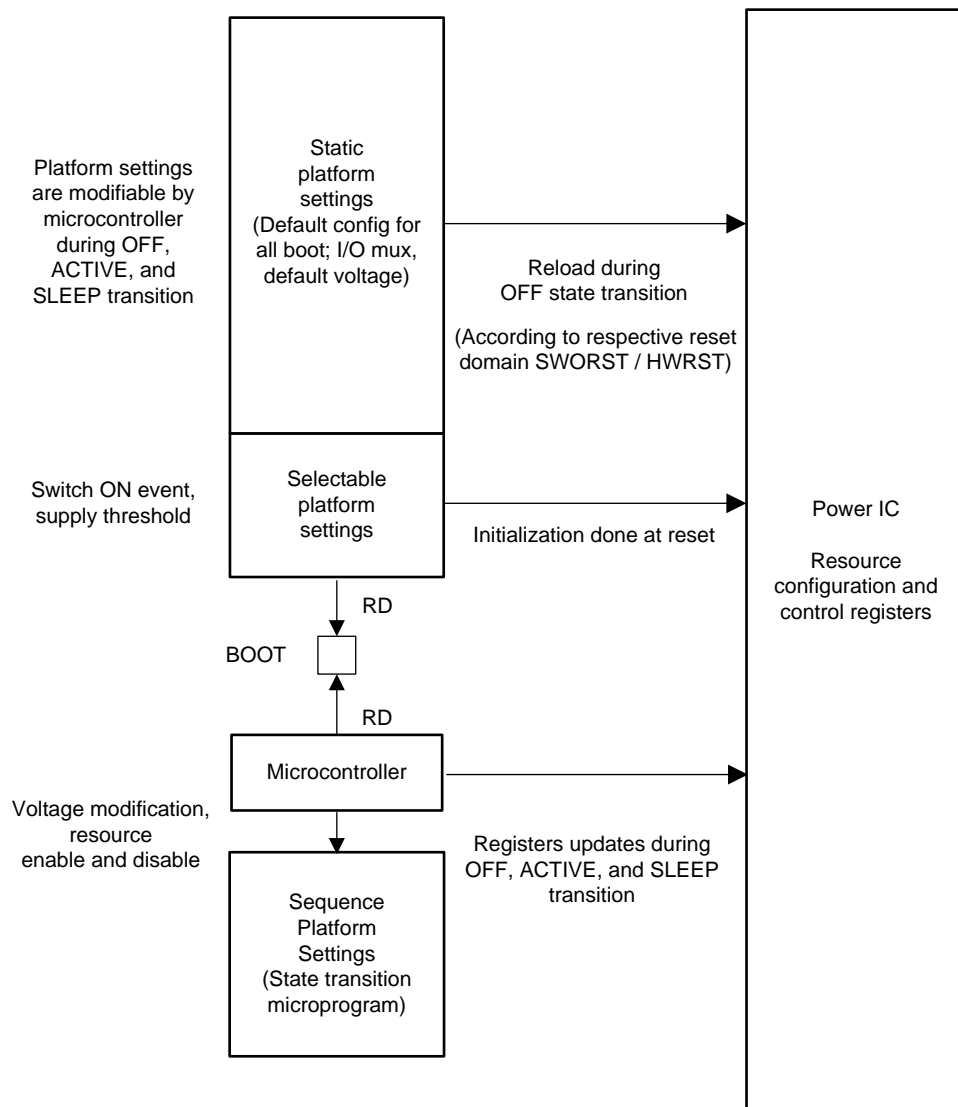 Static
platform
settings
(Default config for
all boot; I/O mux,
default voltage)
Platform settings
are modifiable by
microcontroller
during OFF,
ACTIVE, and
SLEEP transition
Reload during
OFF state transition
(According to respective reset
domain SWORST / HWRST)
Switch ON event,
supply threshold
Selectable
platform
settings
Initialization done at reset
Power IC
Resource
configuration and
control registers
RD
BOOT
RD
Microcontroller
Voltage modification,
resource
enable and disable
Registers updates during
OFF, ACTIVE, and SLEEP
transition
Sequence
Platform
Settings
(State transition
microprogram)